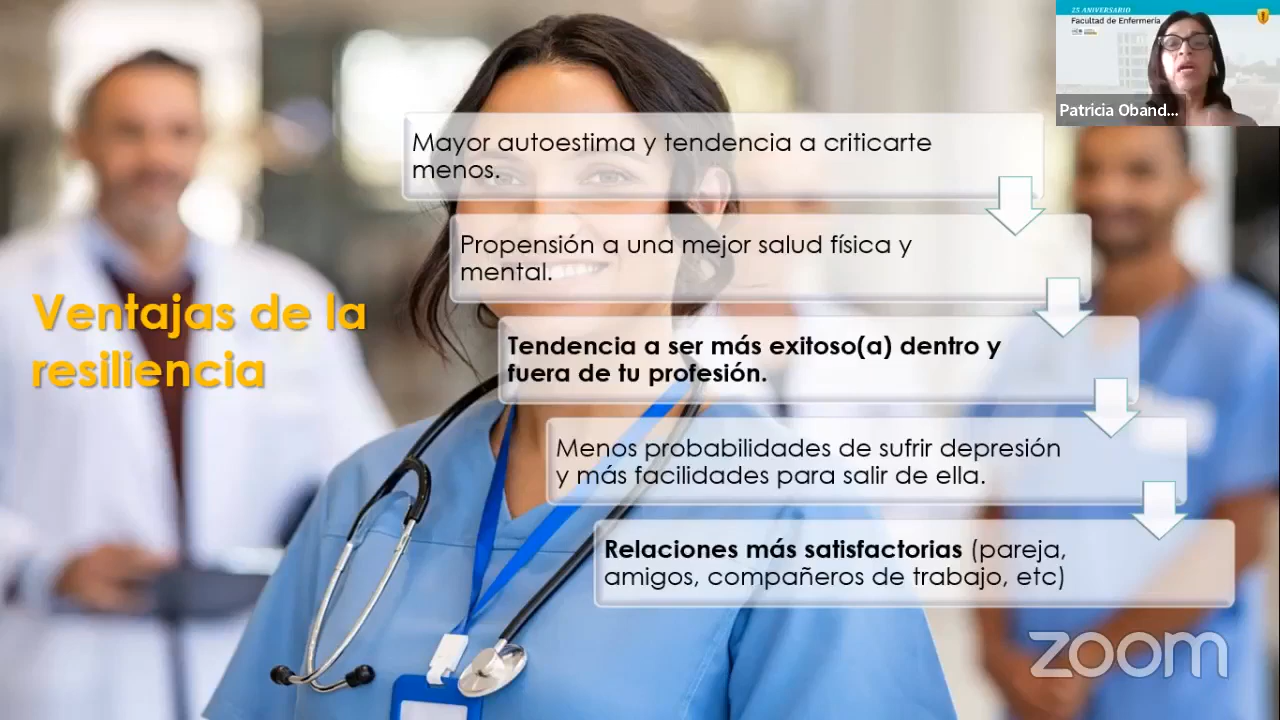 25 ANIVERSARIO
Facultad de Enfermería
Patricia Oband...
Mayor autoestima y tendencia a criticarte
menos.
Propensión a una mejor salud física y
mental.
Ventajas de la
resiliencia
Tendencia a ser más exitoso(a) dentro y
fuera de tu profesión.
Menos probabilidades de sufrir depresión
y más facilidades para salir de ella.
Relaciones más satisfactorias (pareja,
amigos, compañeros de trabajo, etc)
zoom